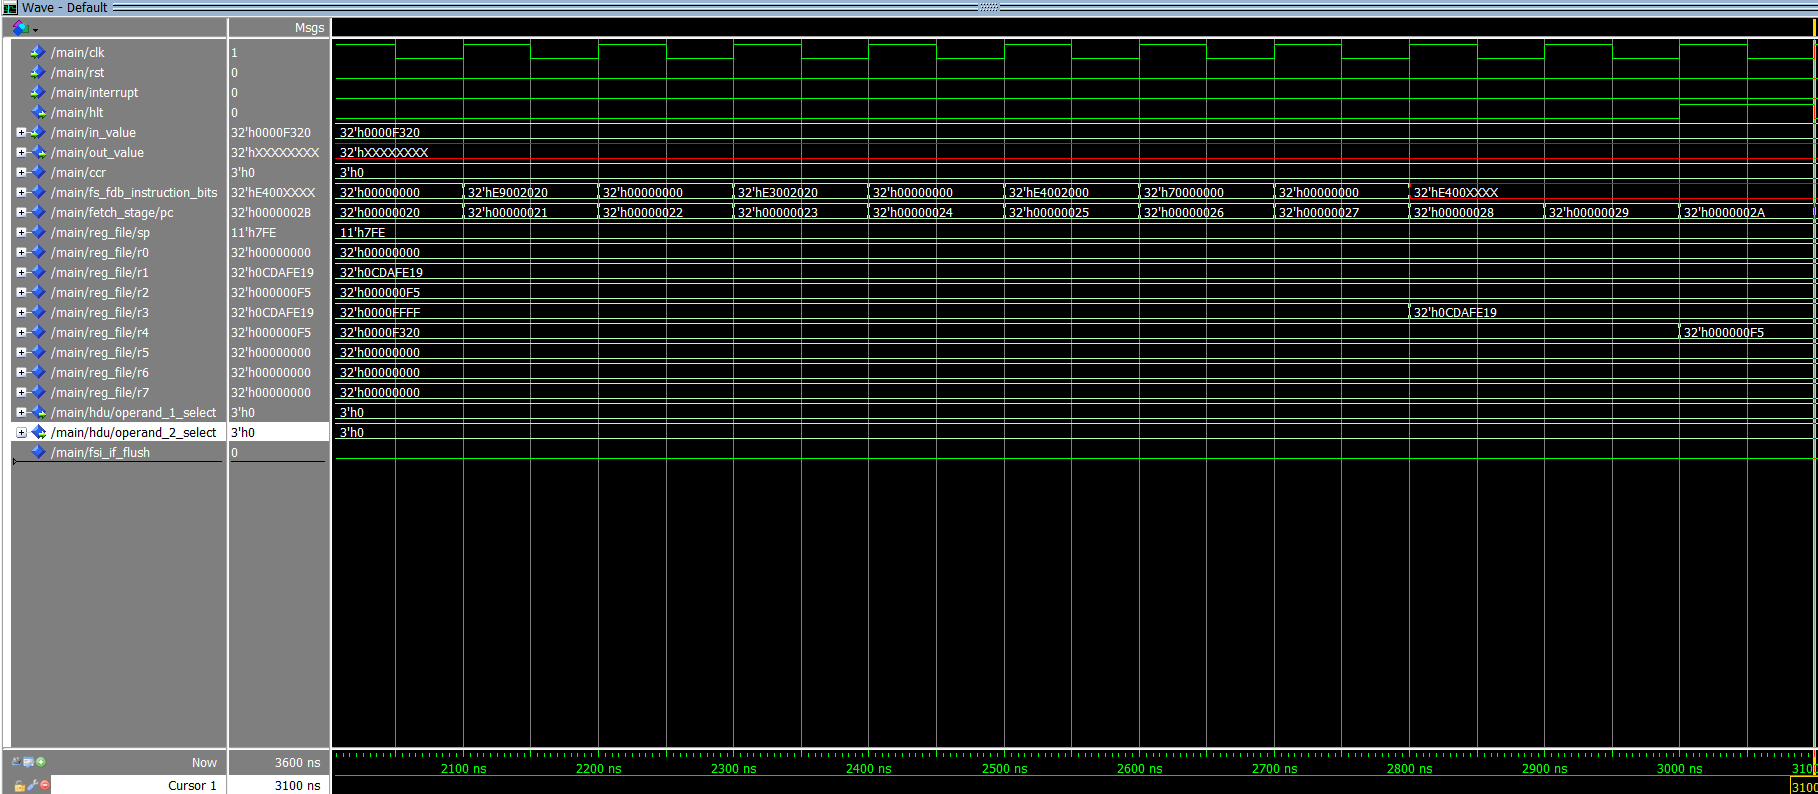 Wave - Default
Msgs
/main/clk 1
/main/rst 0
/main/interrupt 0
/main/hlt 0
/main/in_value 32'h0000F320 32'h0000F320
/main/out_value 32'hXXXXXXXX 32'hXXXXXXXX
/main/ccr 3'h0 3'h0
/main/fs_fdb_instruction_bits 32'hE400XXXX 32'h00000000 32'hE9002020 32'h00000000 32'hE3002020 32'h00000000 32'hE4002000 32'h70000000 32'h00000000 32'hE400XXXX
/main/fetch_stage/pc 32'h0000002B 32'h00000020 32'h00000021 32'h00000022 32'h00000023 32'h00000024 32'h00000025 32'h00000026 32'h00000027 32'h00000028 32'h00000029 32'h0000002A
/main/reg_file/sp 11'h7FE 11'h7FE
/main/reg_file/r0 32'h00000000 32'h00000000
/main/reg_file/r1 32'h0CDAFE19 32'h0CDAFE19
/main/reg_file/r2 32'h000000F5 32'h000000F5
/main/reg_file/r3 32'h0CDAFE19 32'h0000FFFF 32'h0CDAFE19
/main/reg_file/r4 32'h000000F5 32'h0000F320 32'h000000F5
/main/reg_file/r5 32'h00000000 32'h00000000
/main/reg_file/r6 32'h00000000 32'h00000000
/main/reg_file/r7 32'h00000000 32'h00000000
/main/hdu/operand_1_select 3'h0 3'h0
/main/hdu/operand_2_select 3'h0 3'h0
/main/fsi_if_flush 0
Now 3600 ns 2100 ns 2200 ns 2300 ns 2400 ns 2500 ns 2600 ns 2700 ns 2800 ns 2900 ns 3000 ns 3100
Cursor 1 3100 ns 3100